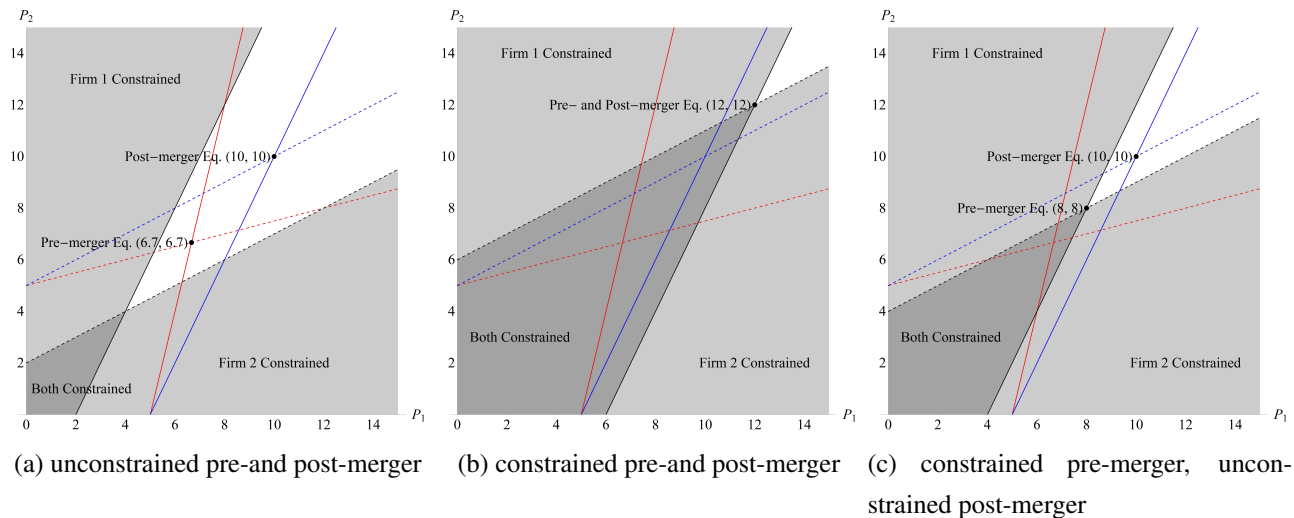 P2
14
12
10
8
6
4
2
0 2 4 6 8 10 12 14
P1
Firm 1 Constrained
Post−merger Eq. (10, 10)
Pre−merger Eq. (6.7, 6.7)
Firm 2 Constrained
Both Constrained
(a) unconstrained pre-and post-merger
P2
14
12
10
8
6
4
2
0 2 4 6 8 10 12 14
P1
Firm 1 Constrained
Pre− and Post−merger Eq. (12, 12)
Both Constrained
Firm 2 Constrained
(b) constrained pre-and post-merger
P2
14
12
10
8
6
4
2
0 2 4 6 8 10 12 14
P1
Firm 1 Constrained
Post−merger Eq. (10, 10)
Pre−merger Eq. (8, 8)
Both Constrained
Firm 2 Constrained
(c) constrained pre-merger, uncon-
strained post-merger